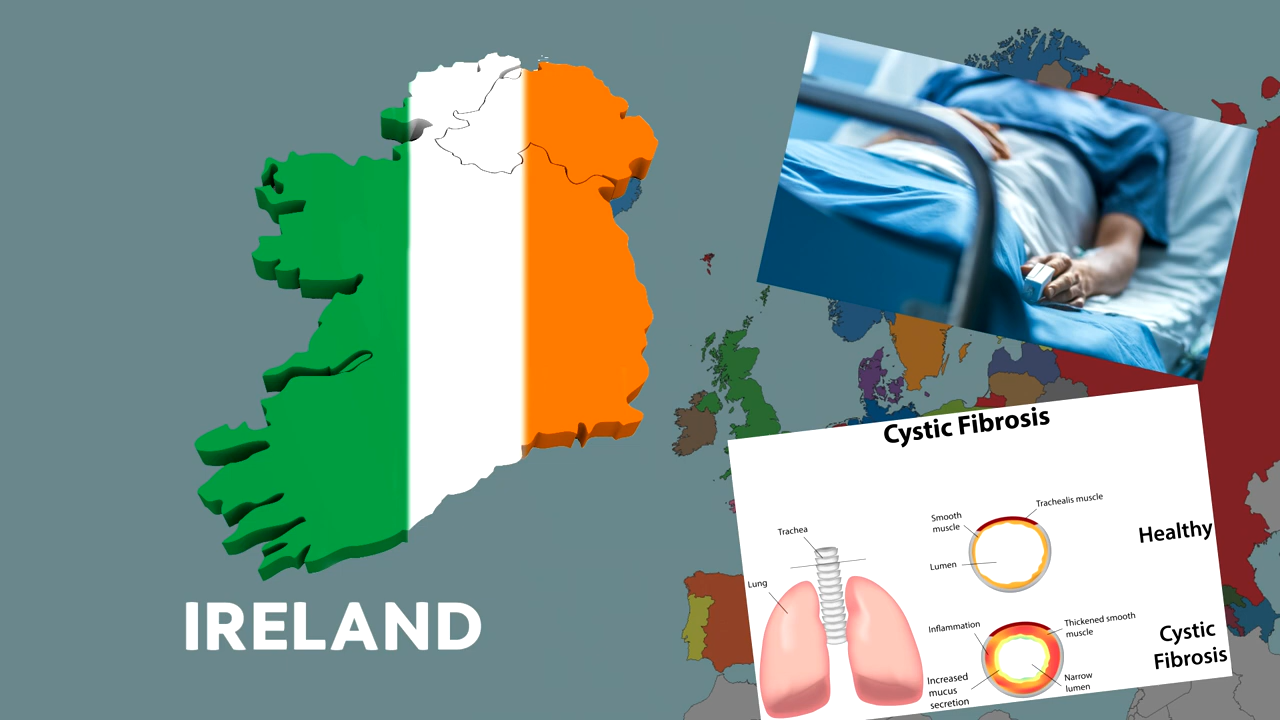 IRELAND
Cystic Fibrosis
Trachealis muscle
Smooth
muscle
Healthy
Trachea
Lumen
Lung
Inflammation
Thickened smooth
muscle
Cystic
Fibrosis
Increased
mucus
secretion
Narrow
lumen